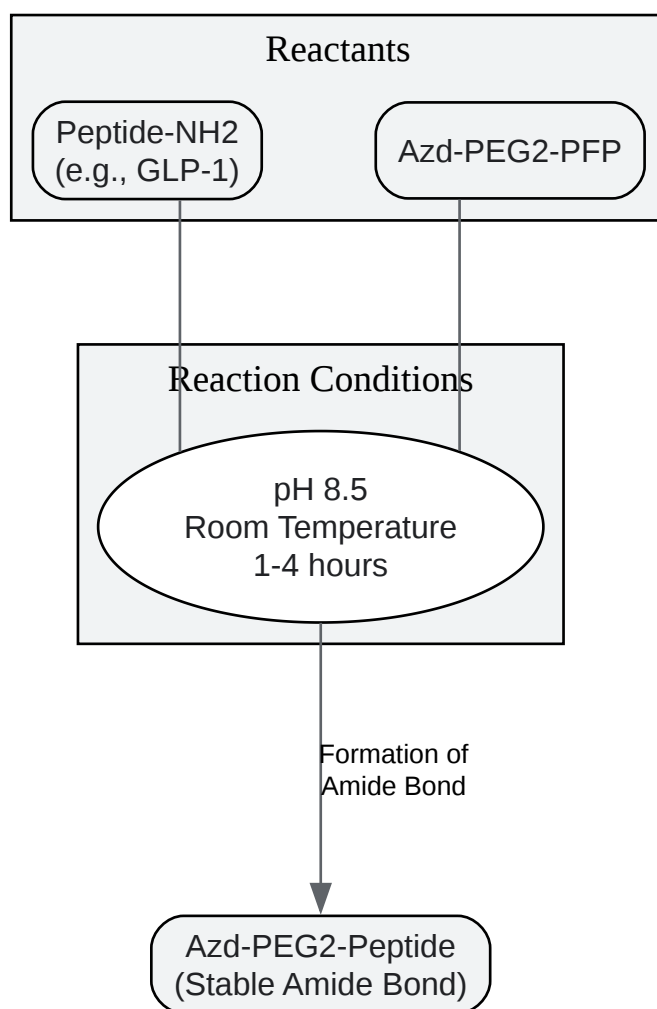 Reactants
Peptide-NH2
(e.g., GLP-1)
Azd-PEG2-PFP
Reaction Conditions
pH 8.5
Room Temperature
1-4 hours
Formation of
Amide Bond
Azd-PEG2-Peptide
(Stable Amide Bond)